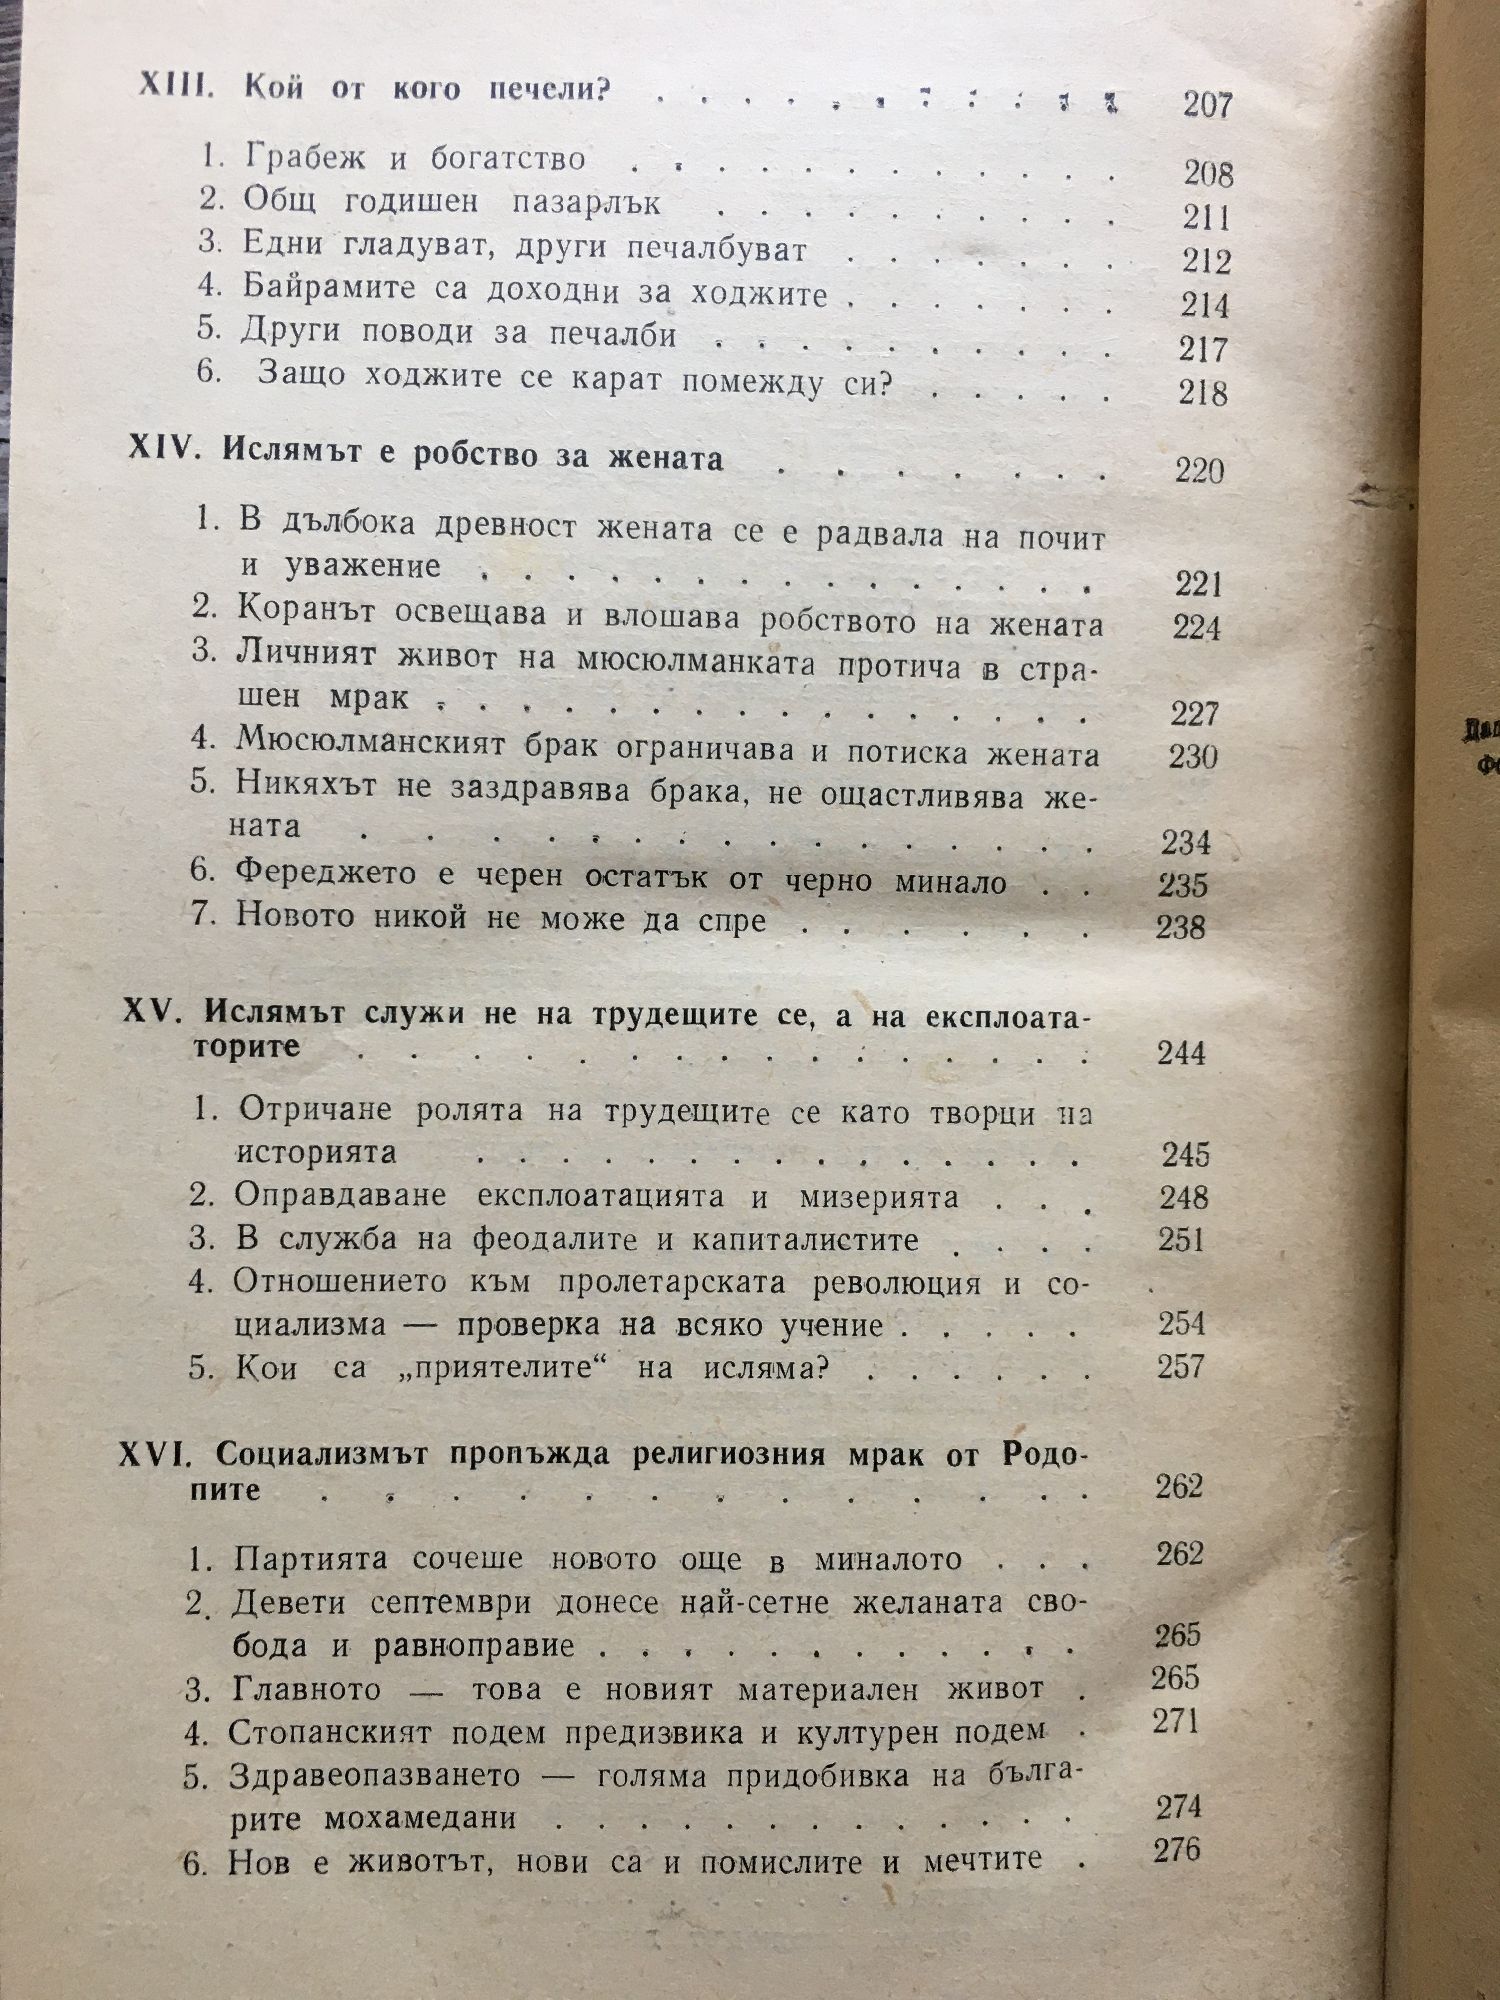 XIII. Кой от кого печели? . . . . . . . . . . . 207
1. Грабеж и богатство . . . . . . . . . . . . 208
2. Общ годишен пазарлък . . . . . . . . . . 211
3. Едни гладуват, други печалбуват . . . . . . . 212
4. Байрамите са доходни за ходжите . . . . . . . 214
5. Други поводи за печалби . . . . . . . . . . 217
6. Защо ходжите се карат помежду си? . . . . . 218
XIV. Ислямът е робство за жената . . . . . . 220
1. В дълбока древност жената се е радвала на почит
и уважение . . . . . . . . . . . . . . . 221
2. Коранът освещава и влошава робството на жената 224
3. Личният живот на мюсюлманката протича в стра-
шен мрак . . . . . . . . . . . . . . . . 227
4. Мюсюлманският брак ограничава и потиска жената 230
5. Никяхът не заздравява брака, не ощастливява же-
ната . . . . . . . . . . . . . . 234
6. Фереджето е черен остатък от черно минало . . 235
7. Новото никой не може да спре . . . . . . 238
XV. Ислямът служи не на трудещите се, а на експлоата-
торите . . . . . . . . . . . . . . . . 244
1. Отричане ролята на трудещите се като творци на
историята . . . . . . . . . . . . . . . 245
2. Оправдаване експлоатацията и мизерията . . . 248
3. В служба на феодалите и капиталистите . . . . 251
4. Отношението към пролетарската революция и со-
циализма — проверка на всяко учение . . . . . 254
5. Кои са „приятелите“ на исляма? . . . . . . 257
XVI. Социализмът пропъжда религиозния мрак от Родо-
пите . . . . . . . . . . . . . 262
1. Партията сочеше новото още в миналото . . . 262
2. Девети септември донесе най-сетне желаната сво-
бода и равноправие . . . . . . . . . . . . 265
3. Главното — това е новият материален живот . 265
4. Стопанският подем предизвика и културен подем . 271
5. Здравеопазването — голяма придобивка на бълга-
рите мохамедани . . . . . . . . . . . . . 274
6. Нов е животът, нови са и помислите и мечтите . 276